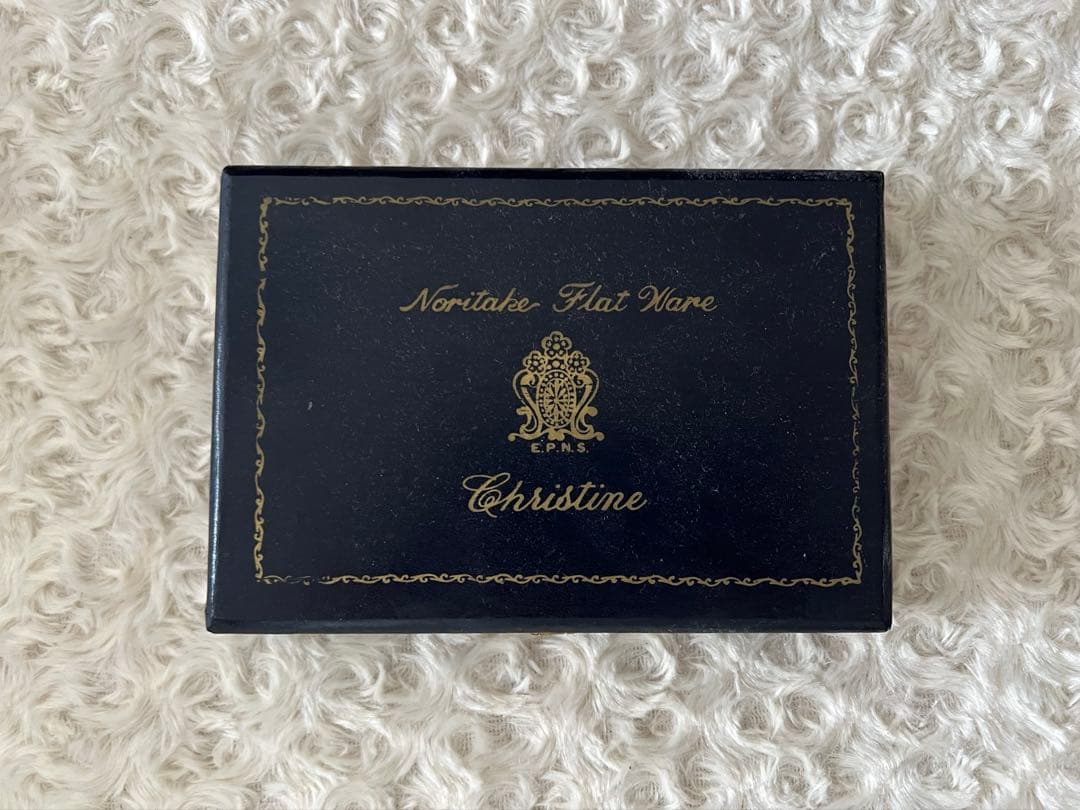 Noritake Flat Ware
E.P.N.S.
Christine